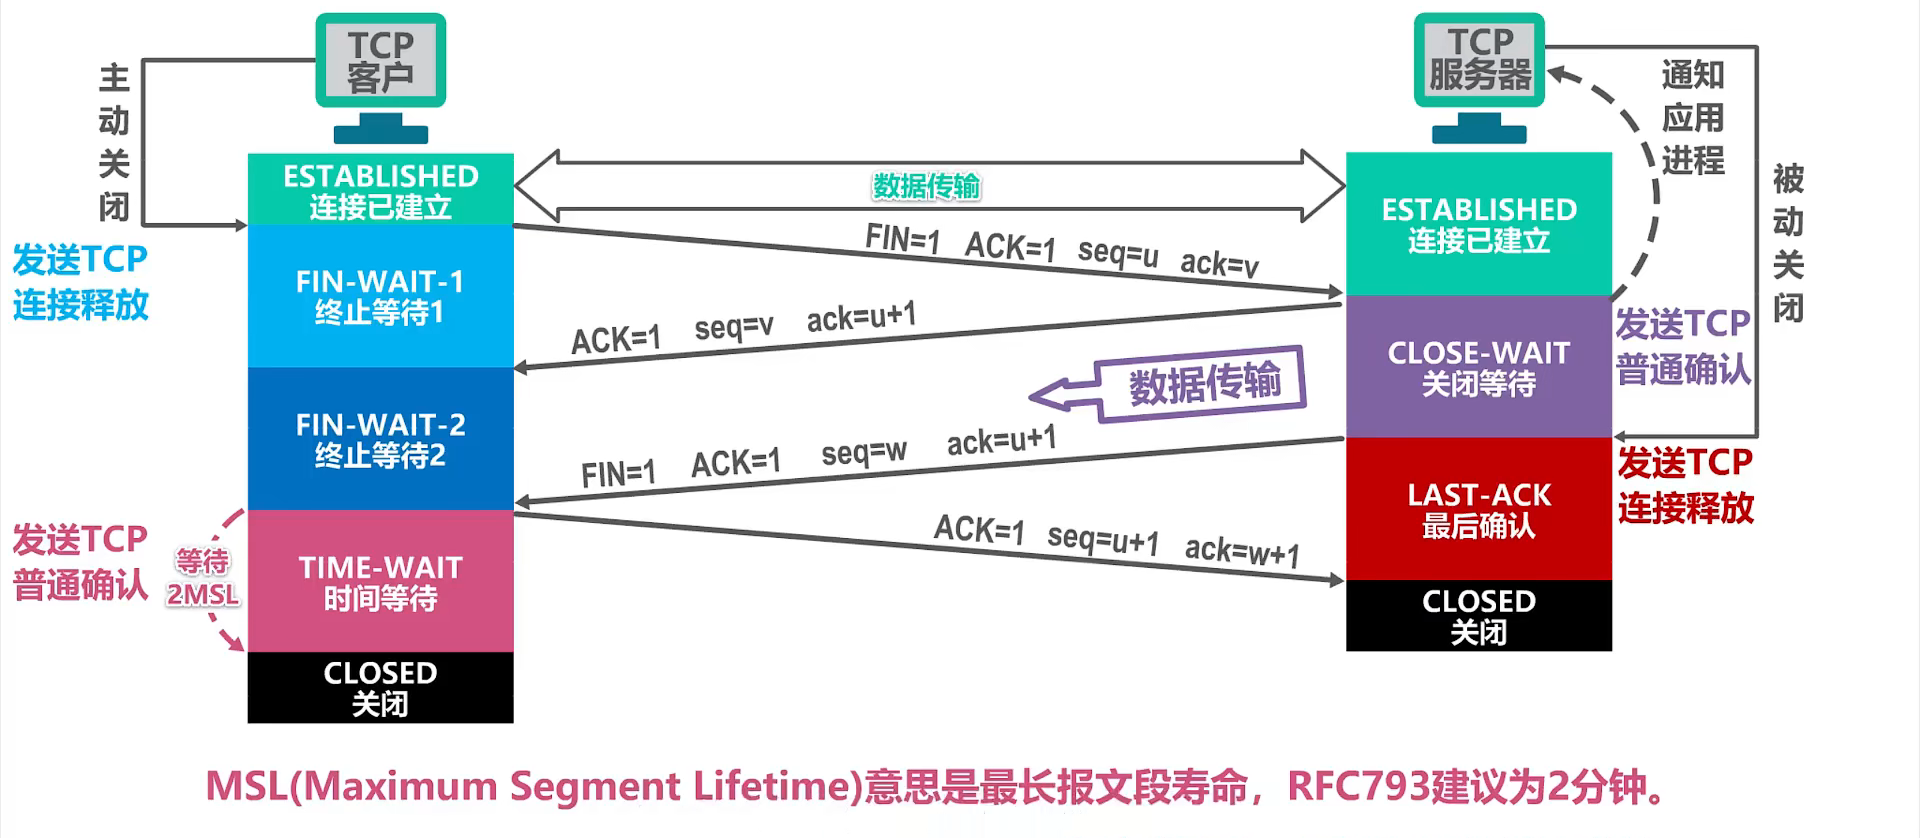 TCP
客户
TCP
服务器
主动关闭
通知
应用
进程
被动关闭
ESTABLISHED
连接已建立
数据传输
ESTABLISHED
连接已建立
FIN=1 ACK=1 seq=u ack=v
发送TCP
连接释放
FIN-WAIT-1
终止等待1
ACK=1 seq=v ack=u+1
发送TCP
普通确认
CLOSE-WAIT
关闭等待
数据传输
FIN-WAIT-2
终止等待2
FIN=1 ACK=1 seq=w ack=u+1
发送TCP
连接释放
LAST-ACK
最后确认
ACK=1 seq=u+1 ack=w+1
发送TCP
普通确认
等待
2MSL
TIME-WAIT
时间等待
CLOSED
关闭
CLOSED
关闭
MSL(Maximum Segment Lifetime)意思是最长报文段寿命，RFC793建议为2分钟。